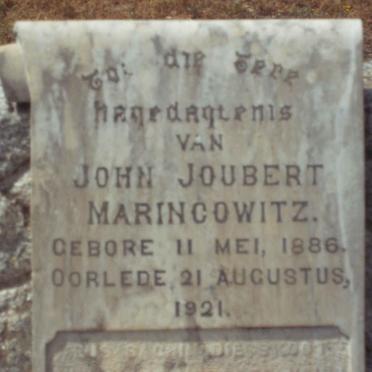 Tot die Eere
nagedagtenis
VAN
JOHN JOUBERT
MARINCOWITZ.
GEBORE 11 MEI, 1886.
OORLEDE, 21 AUGUSTUS,
1921.